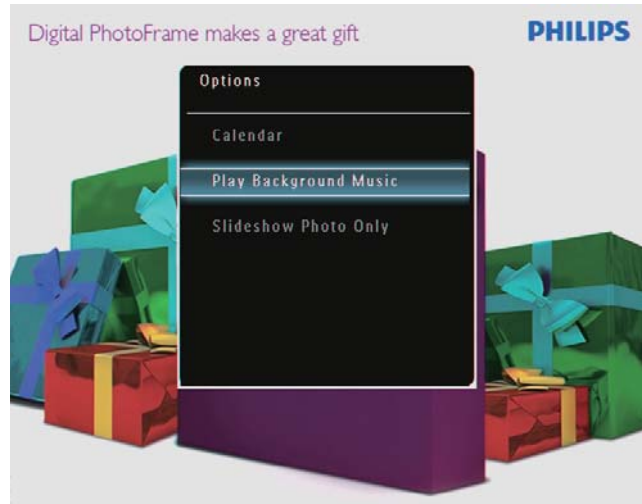 Digital PhotoFrame makes a great gift
PHILIPS
Options
Calendar
Play Background Music
Slideshow Photo Only